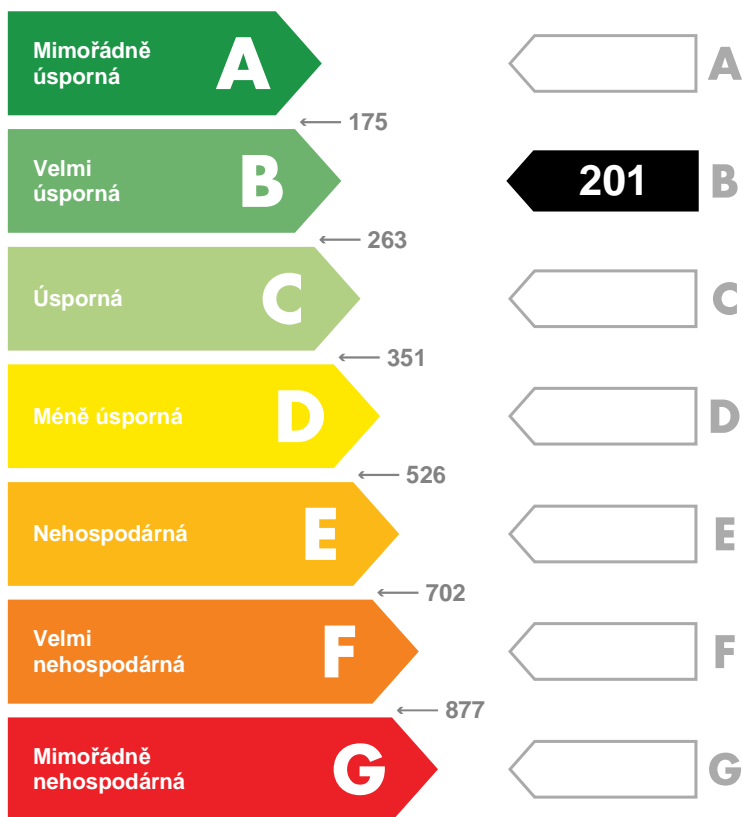 Mimořádně
úsporná
A
A
175
Velmi
úsporná
B
201
B
263
Úsporná
C
C
351
Méně úsporná
D
D
526
Nehospodárná
E
E
702
Velmi
nehospodárná
F
F
877
Mimořádně
nehospodárná
G
G